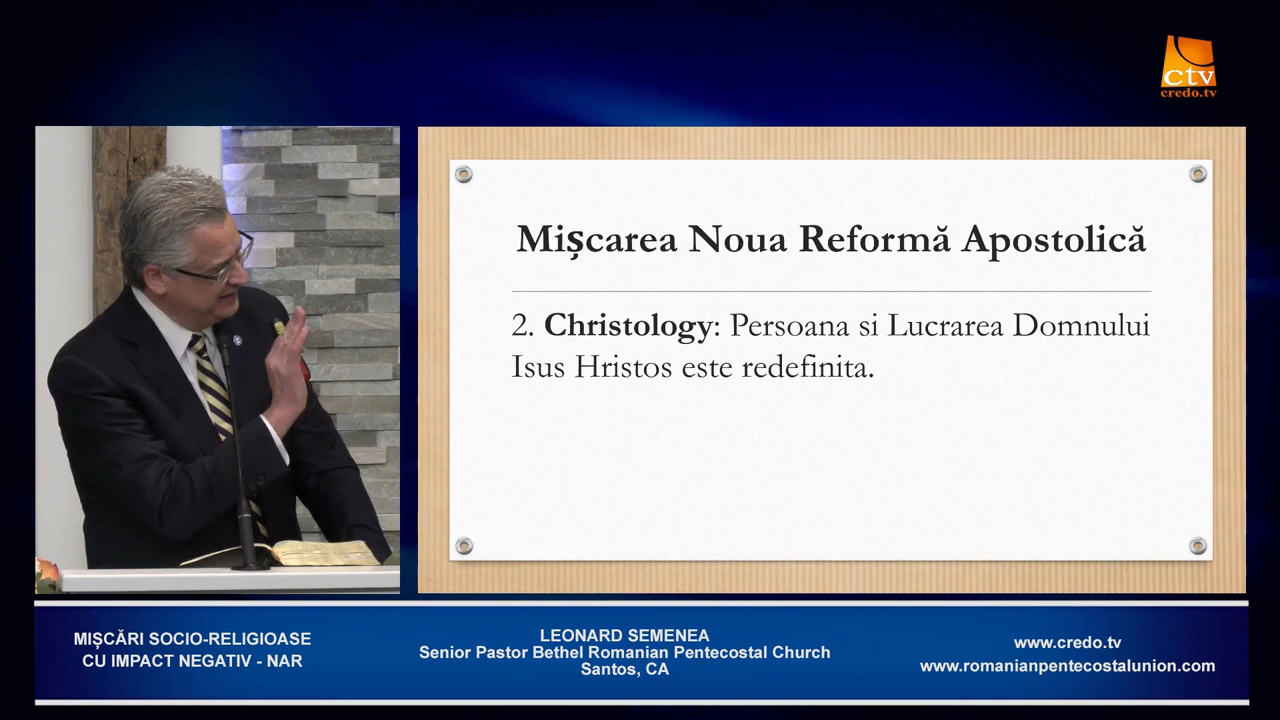 ctv
credo.tv
Mișcarea Noua Reformă Apostolică
2. Christology: Persoana si Lucrarea Domnului
Isus Hristos este redefinita.
MIȘCĂRI SOCIO-RELIGIOASE
CU IMPACT NEGATIV - NAR
LEONARD SEMENEA
Senior Pastor Bethel Romanian Pentecostal Church
Santos, CA
www.credo.tv
www.romanianpentecostalunion.com